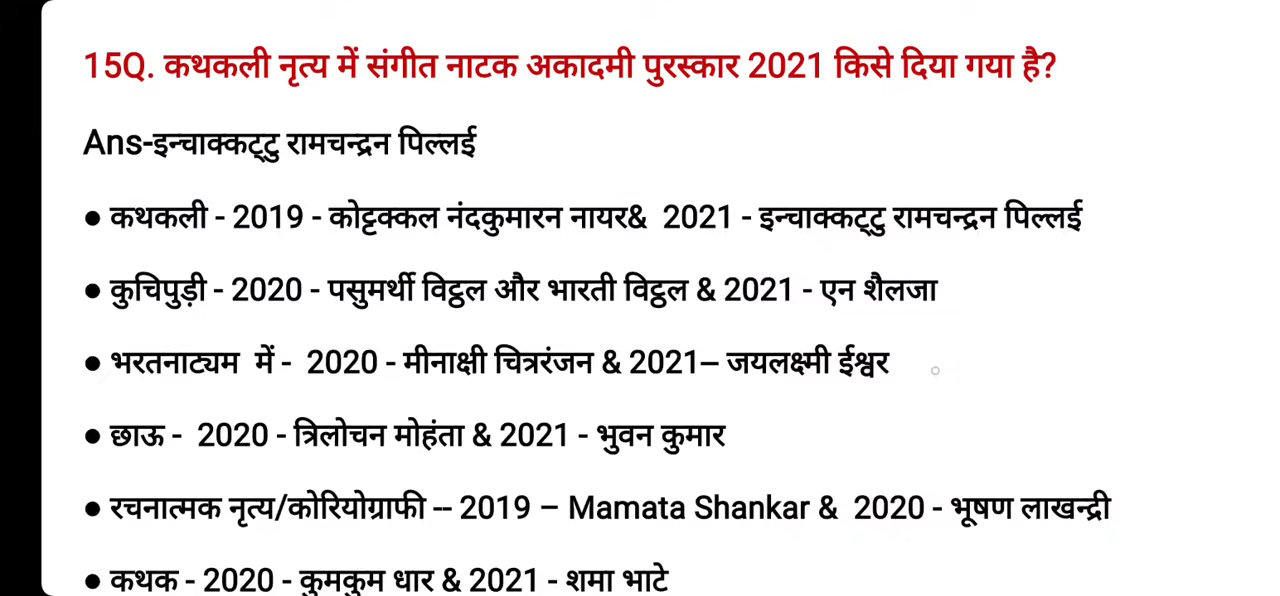 15Q. कथकली नृत्य में संगीत नाटक अकादमी पुरस्कार 2021 किसे दिया गया है?
Ans-इन्चाक्कट्टु रामचन्द्रन पिल्लई
● कथकली - 2019 - कोट्टक्कल नंदकुमारन नायर& 2021 - इन्चाक्कट्टु रामचन्द्रन पिल्लई
● कुचिपुड़ी - 2020 - पसुमर्थी विट्ठल और भारती विट्ठल & 2021 - एन शैलजा
● भरतनाट्यम में - 2020 - मीनाक्षी चित्ररंजन & 2021– जयलक्ष्मी ईश्वर
● छाऊ - 2020 - त्रिलोचन मोहंता & 2021 - भुवन कुमार
● रचनात्मक नृत्य/कोरियोग्राफी -- 2019 – Mamata Shankar & 2020 - भूषण लाखन्द्री
● कथक - 2020 - कुमकुम धार & 2021 - शमा भाटे